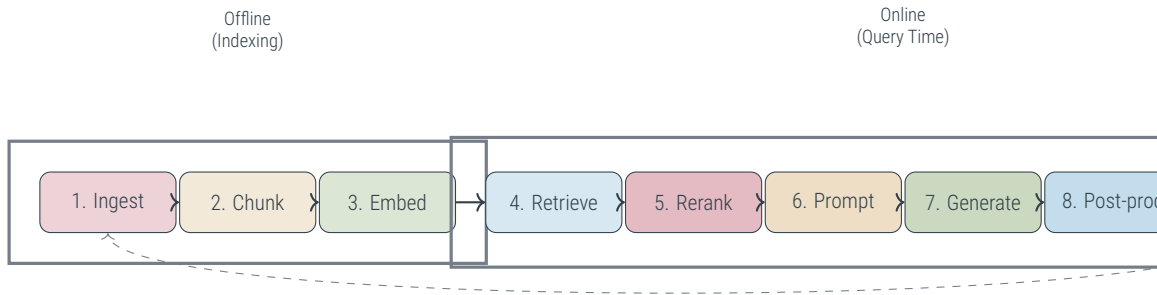 Offline
(Indexing)
Online
(Query Time)
1. Ingest
2. Chunk
3. Embed
4. Retrieve
5. Rerank
6. Prompt
7. Generate
8. Post-proc